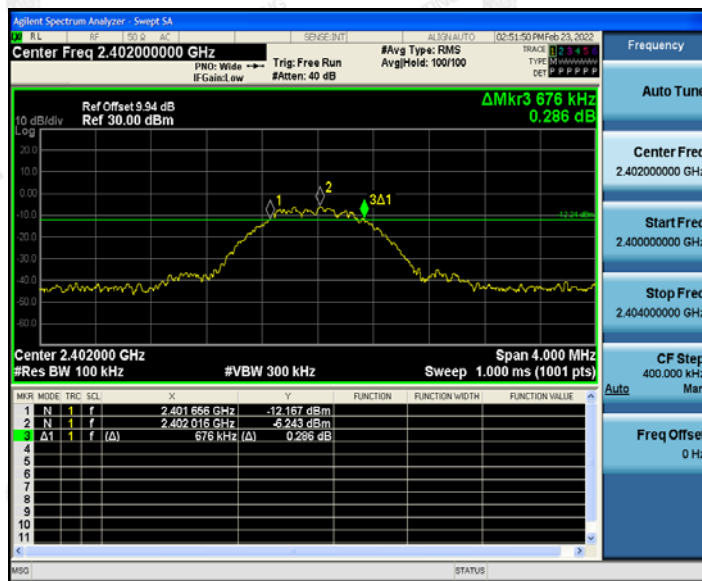 Agilent Spectrum Analyzer - Swept SA
RL RF 50 Ω AC SENSE:INT ALIGN AUTO 02:51:50 PM Feb 23, 2022
Center Freq 2.402000000 GHz
PNO: Wide
IFGain:Low
Trig: Free Run
#Atten: 40 dB
#Avg Type: RMS
Avg|Hold: 100/100
TRACE 1 2 3 4 5 6
TYPE M W W W W W
DET P P P P P P
Ref Offset 9.94 dB
Ref 30.00 dBm
10 dB/div
Log
ΔMkr3 676 kHz
0.286 dB
20.0
10.0
0.00
-10.0
-20.0
-30.0
-40.0
-50.0
-60.0
1
2
3Δ1
-12.24 dBm
Center 2.402000 GHz Span 4.000 MHz
#Res BW 100 kHz #VBW 300 kHz Sweep 1.000 ms (1001 pts)
MKR MODE TRC SCL X Y FUNCTION FUNCTION WIDTH FUNCTION VALUE
1 N 1 f 2.401 656 GHz -12.167 dBm
2 N 1 f 2.402 016 GHz -6.243 dBm
3 Δ1 1 f (Δ) 676 kHz (Δ) 0.286 dB
4
5
6
7
8
9
10
11
MSG STATUS
Frequency
Auto Tune
Center Freq
2.402000000 GHz
Start Freq
2.400000000 GHz
Stop Freq
2.404000000 GHz
CF Step
400.000 kHz
Auto Man
Freq Offset
0 Hz